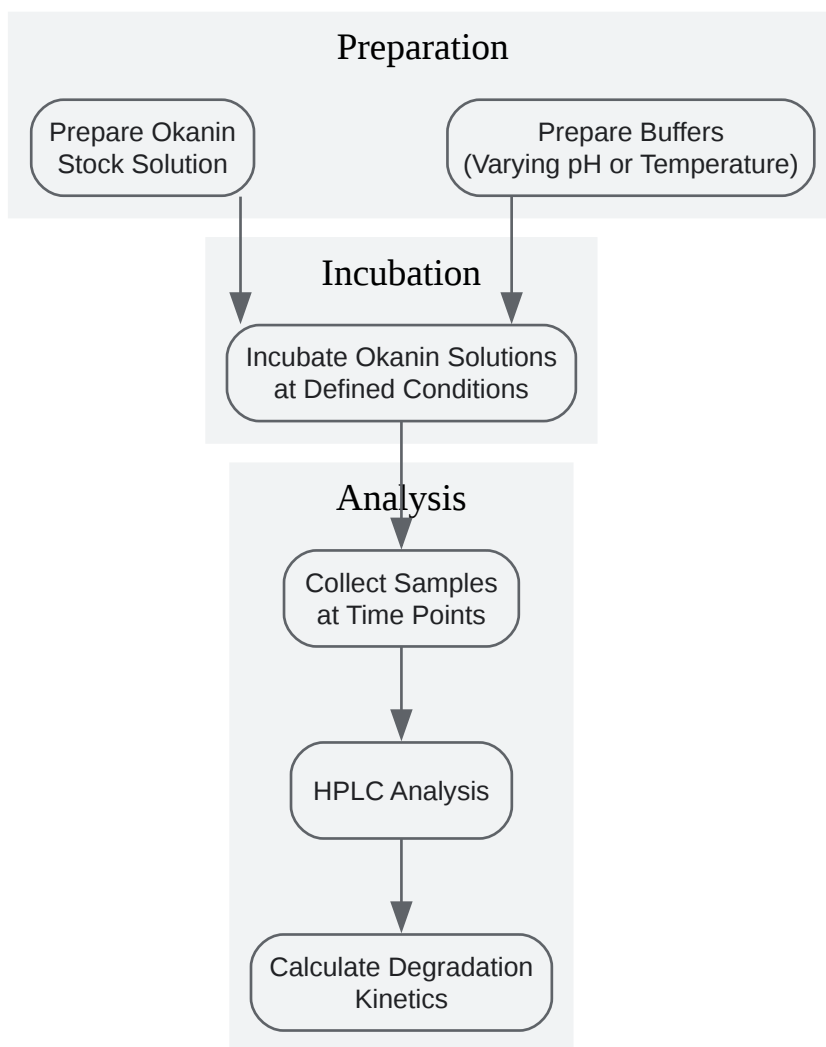 Preparation
Prepare Okanin
Stock Solution
Prepare Buffers
(Varying pH or Temperature)
Incubation
Incubate Okanin Solutions
at Defined Conditions
Analysis
Collect Samples
at Time Points
HPLC Analysis
Calculate Degradation
Kinetics